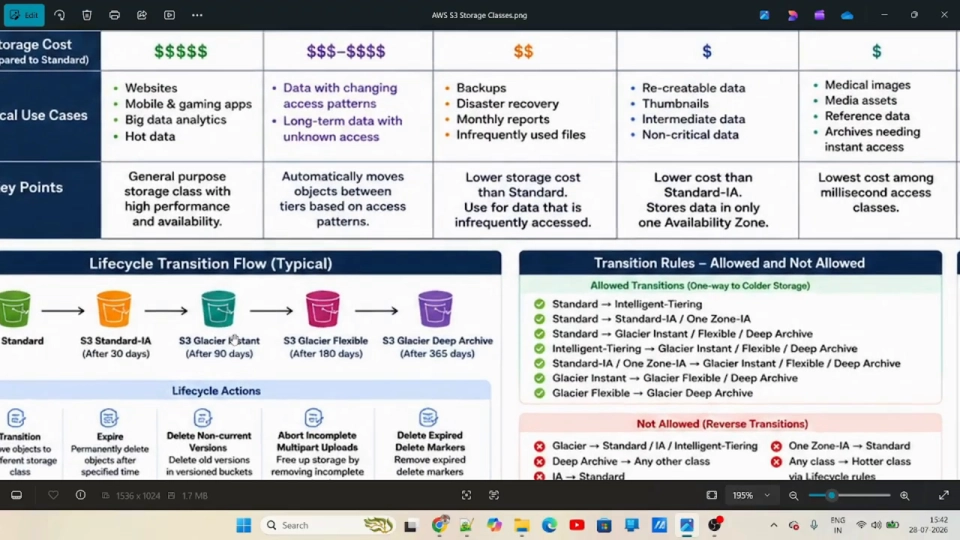 Edit
AWS S3 Storage Classes.png
torage Cost
pared to Standard)
$$$$$
$$$–$$$$
$$
$
$
cal Use Cases
• Websites
• Mobile & gaming apps
• Big data analytics
• Hot data
• Data with changing
access patterns
• Long-term data with
unknown access
• Backups
• Disaster recovery
• Monthly reports
• Infrequently used files
• Re-creatable data
• Thumbnails
• Intermediate data
• Non-critical data
• Medical images
• Media assets
• Reference data
• Archives needing
instant access
ey Points
General purpose
storage class with
high performance
and availability.
Automatically moves
objects between
tiers based on access
patterns.
Lower storage cost
than Standard.
Use for data that is
infrequently accessed.
Lower cost than
Standard-IA.
Stores data in only
one Availability Zone.
Lowest cost among
millisecond access
classes.
Lifecycle Transition Flow (Typical)
Standard
S3 Standard-IA
(After 30 days)
S3 Glacier Instant
(After 90 days)
S3 Glacier Flexible
(After 180 days)
S3 Glacier Deep Archive
(After 365 days)
Lifecycle Actions
Transition
ve objects to
ferent storage
class
Expire
Permanently delete
objects after
specified time
Delete Non-current
Versions
Delete old versions
in versioned buckets
Abort Incomplete
Multipart Uploads
Free up storage by
removing incomplete
Delete Expired
Delete Markers
Remove expired
delete markers
Transition Rules – Allowed and Not Allowed
Allowed Transitions (One-way to Colder Storage)
Standard → Intelligent-Tiering
Standard → Standard-IA / One Zone-IA
Standard → Glacier Instant / Flexible / Deep Archive
Intelligent-Tiering → Glacier Instant / Flexible / Deep Archive
Standard-IA / One Zone-IA → Glacier Instant / Flexible / Deep Archive
Glacier Instant → Glacier Flexible / Deep Archive
Glacier Flexible → Glacier Deep Archive
Not Allowed (Reverse Transitions)
Glacier → Standard / IA / Intelligent-Tiering
Deep Archive → Any other class
IA → Standard
One Zone-IA → Standard
Any class → Hotter class
via Lifecycle rules
1536 x 1024
1.7 MB
195%
Search
ENG
IN
15:42
28-07-2026